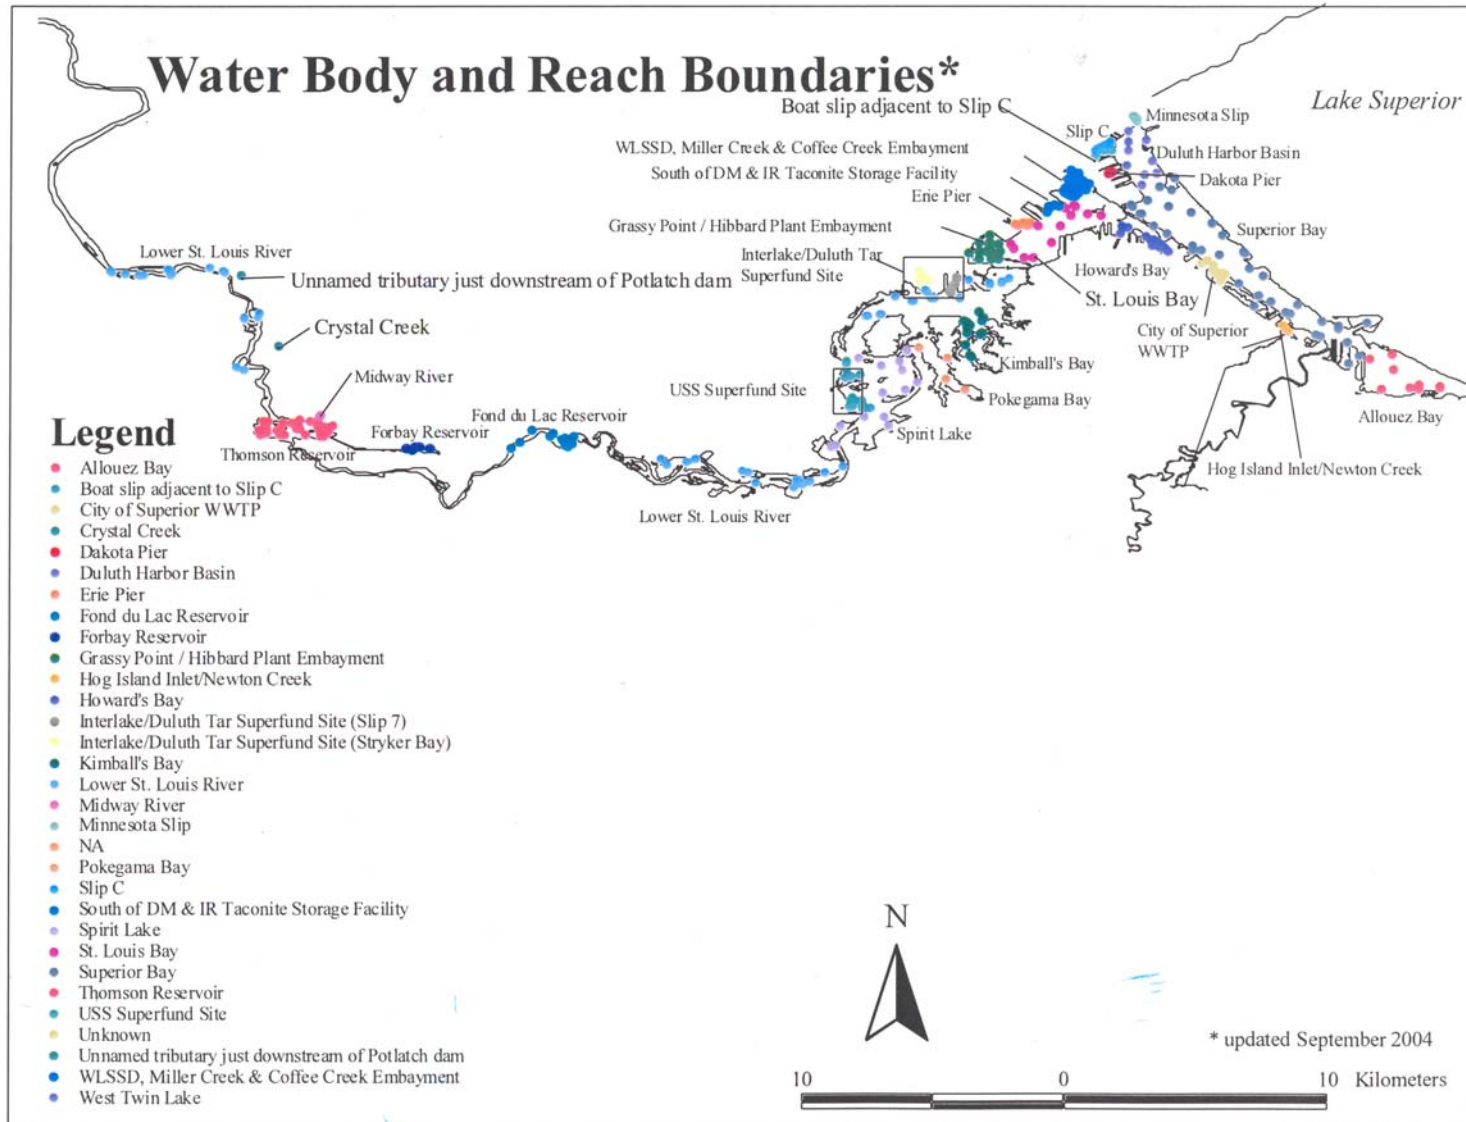 Water Body and Reach Boundaries*
Lake Superior
Boat slip adjacent to Slip C
Minnesota Slip
Slip C
WLSSD, Miller Creek & Coffee Creek Embayment
Duluth Harbor Basin
South of DM & IR Taconite Storage Facility
Dakota Pier
Erie Pier
Grassy Point / Hibbard Plant Embayment
Superior Bay
Lower St. Louis River
Interlake/Duluth Tar
Superfund Site
Howard's Bay
Unnamed tributary just downstream of Potlatch dam
St. Louis Bay
Crystal Creek
City of Superior
WWTP
Kimball's Bay
Midway River
USS Superfund Site
Pokegama Bay
Allouez Bay
Fond du Lac Reservoir
Forbay Reservoir
Spirit Lake
Thomson Reservoir
Hog Island Inlet/Newton Creek
Lower St. Louis River
Legend
Allouez Bay
Boat slip adjacent to Slip C
City of Superior WWTP
Crystal Creek
Dakota Pier
Duluth Harbor Basin
Erie Pier
Fond du Lac Reservoir
Forbay Reservoir
Grassy Point / Hibbard Plant Embayment
Hog Island Inlet/Newton Creek
Howard's Bay
Interlake/Duluth Tar Superfund Site (Slip 7)
Interlake/Duluth Tar Superfund Site (Stryker Bay)
Kimball's Bay
Lower St. Louis River
Midway River
Minnesota Slip
NA
Pokegama Bay
Slip C
South of DM & IR Taconite Storage Facility
Spirit Lake
St. Louis Bay
Superior Bay
Thomson Reservoir
USS Superfund Site
Unknown
Unnamed tributary just downstream of Potlatch dam
WLSSD, Miller Creek & Coffee Creek Embayment
West Twin Lake
N
* updated September 2004
10 0 10 Kilometers